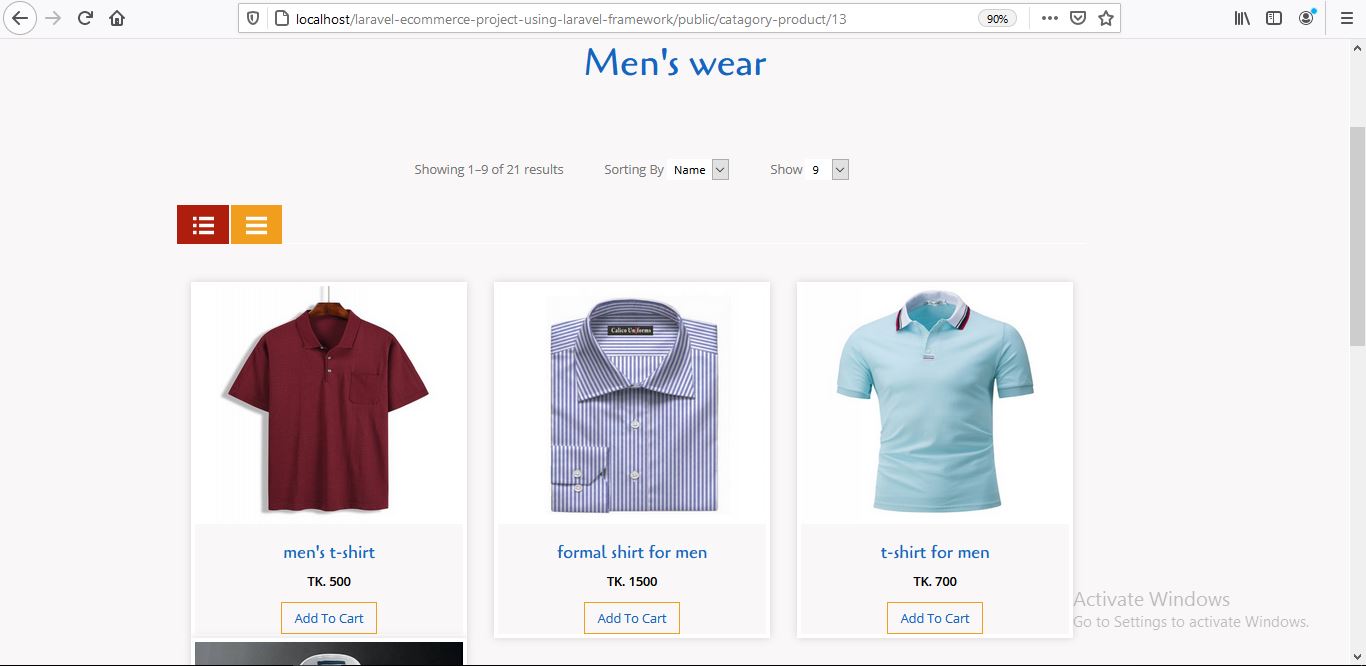 localhost/laravel-ecommerce-project-using-laravel-framework/public/catagory-product/13
90%
Men's wear
Showing 1–9 of 21 results
Sorting By Name
Show 9
Calico Uniforms
men's t-shirt
formal shirt for men
t-shirt for men
TK. 500
TK. 1500
TK. 700
Add To Cart
Add To Cart
Add To Cart
Activate Windows
Go to Settings to activate Windows.